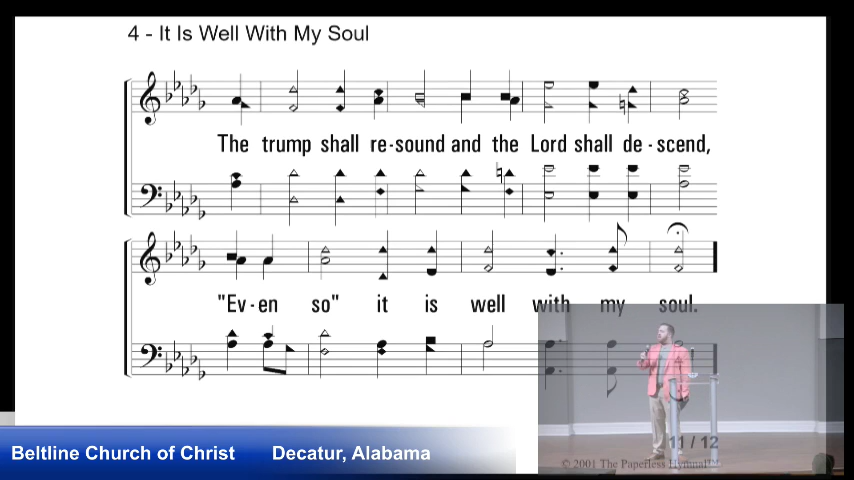 4 - It Is Well With My Soul
The trump shall re-sound and the Lord shall de-scend,
"Ev-en so" it is well with my soul.
11 / 12
Beltline Church of Christ Decatur, Alabama
© 2001 The Paperless Hymnal™